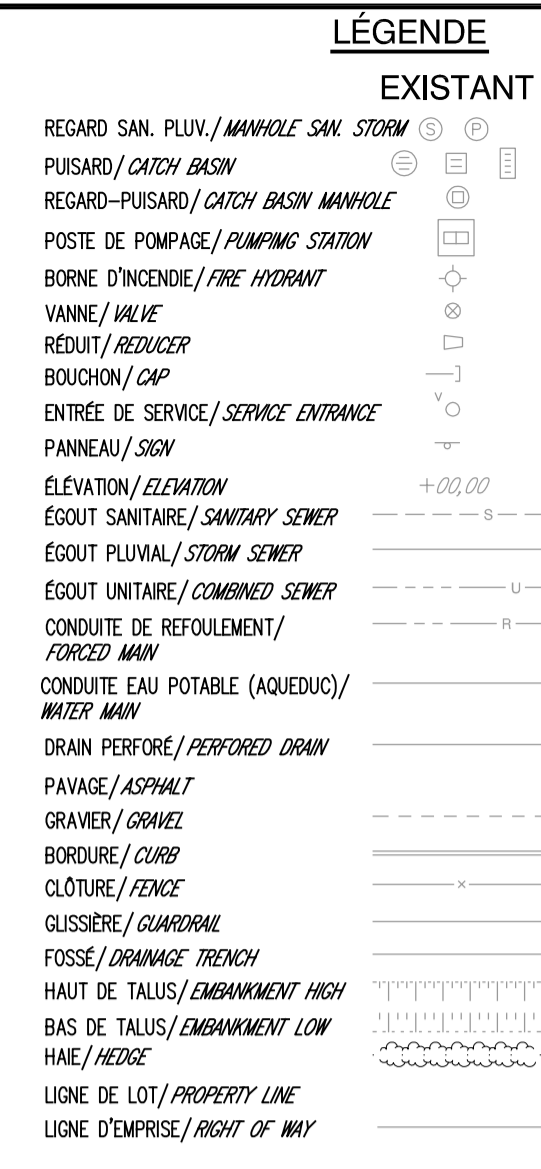 LÉGENDE
EXISTANT
REGARD SAN. PLUV./MANHOLE SAN. STORM S P
PUISARD/CATCH BASIN
REGARD-PUISARD/CATCH BASIN MANHOLE
POSTE DE POMPAGE/PUMPIMG STATION
BORNE D'INCENDIE/FIRE HYDRANT
VANNE/VALVE
RÉDUIT/REDUCER
BOUCHON/CAP
ENTRÉE DE SERVICE/SERVICE ENTRANCE V
PANNEAU/SIGN
ÉLÉVATION/ELEVATION +00,00
ÉGOUT SANITAIRE/SANITARY SEWER S
ÉGOUT PLUVIAL/STORM SEWER
ÉGOUT UNITAIRE/COMBINED SEWER U
CONDUITE DE REFOULEMENT/ R
FORCED MAIN
CONDUITE EAU POTABLE (AQUEDUC)/
WATER MAIN
DRAIN PERFORÉ/PERFORED DRAIN
PAVAGE/ASPHALT
GRAVIER/GRAVEL
BORDURE/CURB
CLÔTURE/FENCE x
GLISSIÈRE/GUARDRAIL
FOSSÉ/DRAINAGE TRENCH
HAUT DE TALUS/EMBANKMENT HIGH
BAS DE TALUS/EMBANKMENT LOW
HAIE/HEDGE
LIGNE DE LOT/PROPERTY LINE
LIGNE D'EMPRISE/RIGHT OF WAY